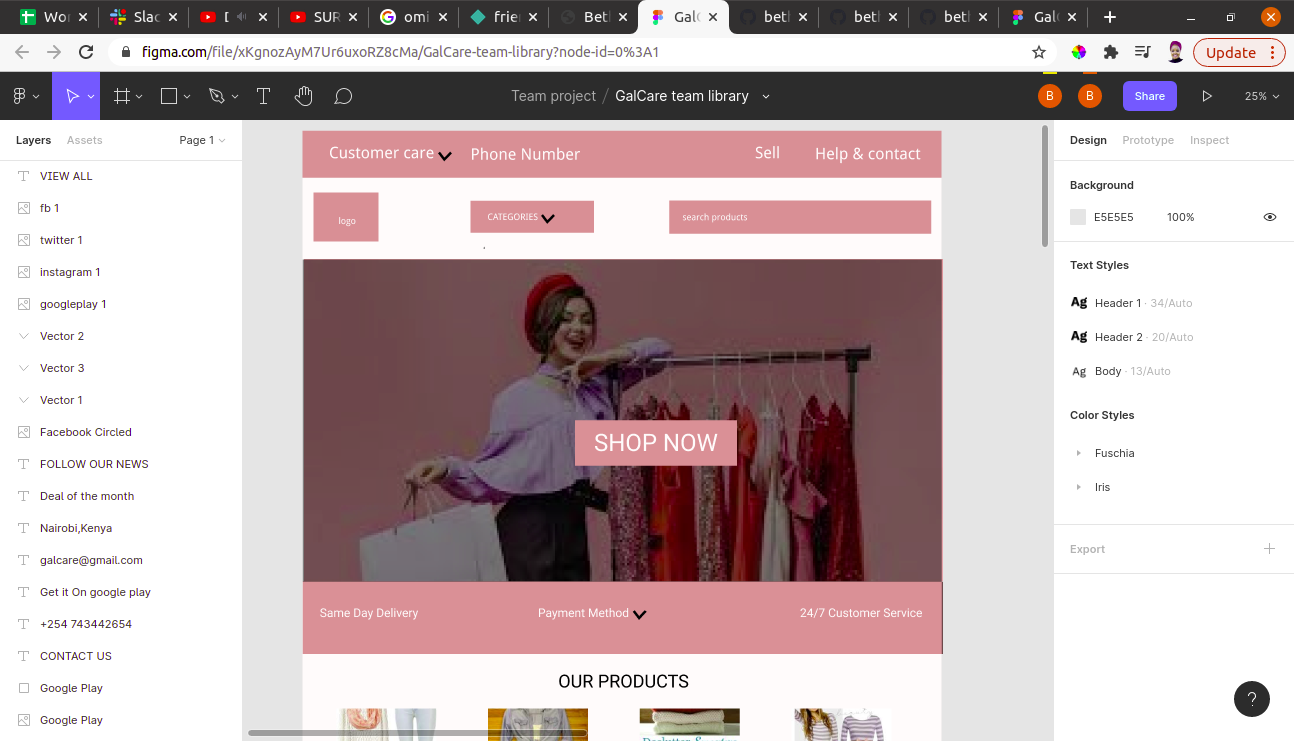 Wor
Slac
D
SUR
omi
frie
Beth
GalC
beth
beth
beth
Gal
figma.com/file/xKgnozAyM7Ur6uxoRZ8cMa/GalCare-team-library?node-id=0%3A1
Update
Team project / GalCare team library
B
B
Share
25%
Layers
Assets
Page 1
VIEW ALL
fb 1
twitter 1
instagram 1
googleplay 1
Vector 2
Vector 3
Vector 1
Facebook Circled
FOLLOW OUR NEWS
Deal of the month
Nairobi,Kenya
galcare@gmail.com
Get it On google play
+254 743442654
CONTACT US
Google Play
Google Play
Customer care
Phone Number
Sell
Help & contact
logo
CATEGORIES
search products
SHOP NOW
Same Day Delivery
Payment Method
24/7 Customer Service
OUR PRODUCTS
Design
Prototype
Inspect
Background
E5E5E5
100%
Text Styles
Ag Header 1 · 34/Auto
Ag Header 2 · 20/Auto
Ag Body · 13/Auto
Color Styles
Fuschia
Iris
Export
?